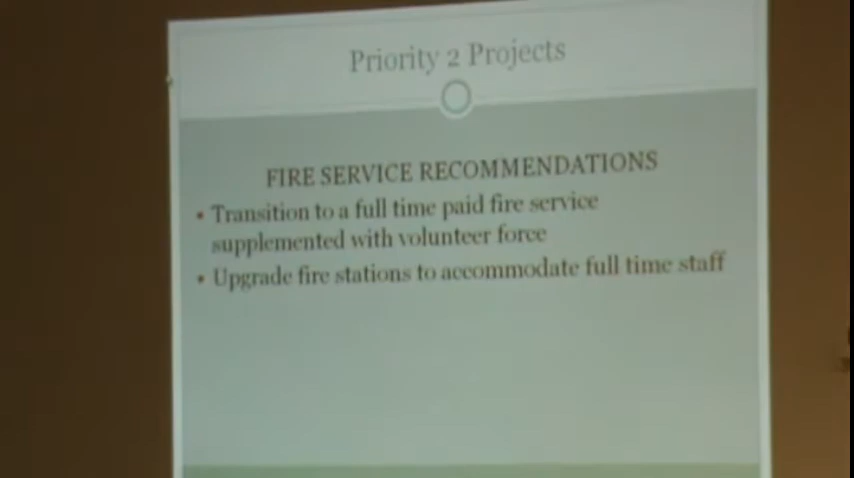 Priority 2 Projects
FIRE SERVICE RECOMMENDATIONS
• Transition to a full time paid fire service
supplemented with volunteer force
• Upgrade fire stations to accommodate full time staff